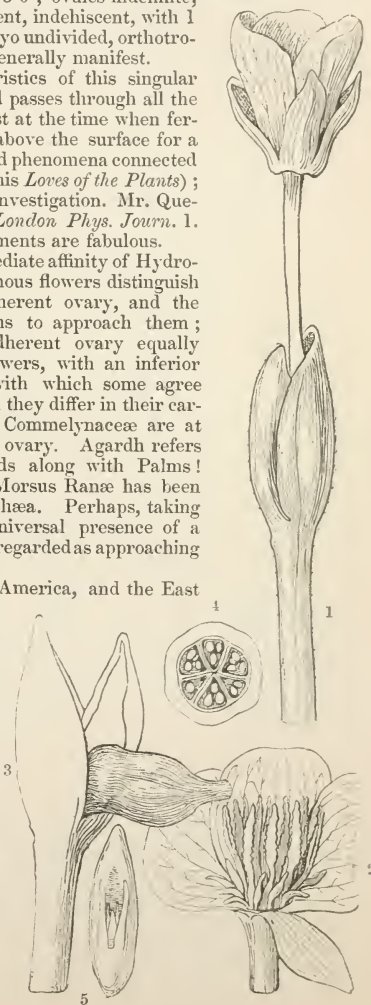 ent, indehiscent, with 1
yo undivided, orthotro-
enerally manifest.
ristics of this singular
l passes through all the
st at the time when fer-
above the surface for a
d phenomena connected
his Loves of the Plants) ;
nvestigation. Mr. Que-
London Phys. Journ. 1.
ments are fabulous.
ediate affinity of Hydro-
nous flowers distinguish
herent ovary, and the
ns to approach them ;
dherent ovary equally
wers, with an inferior
with which some agree
they differ in their car-
Commelynaceæ are at
ovary. Agardh refers
ds along with Palms !
Morsus Ranæ has been
hæa. Perhaps, taking
niversal presence of a
regarded as approaching
America, and the East
4
1
3
2
5